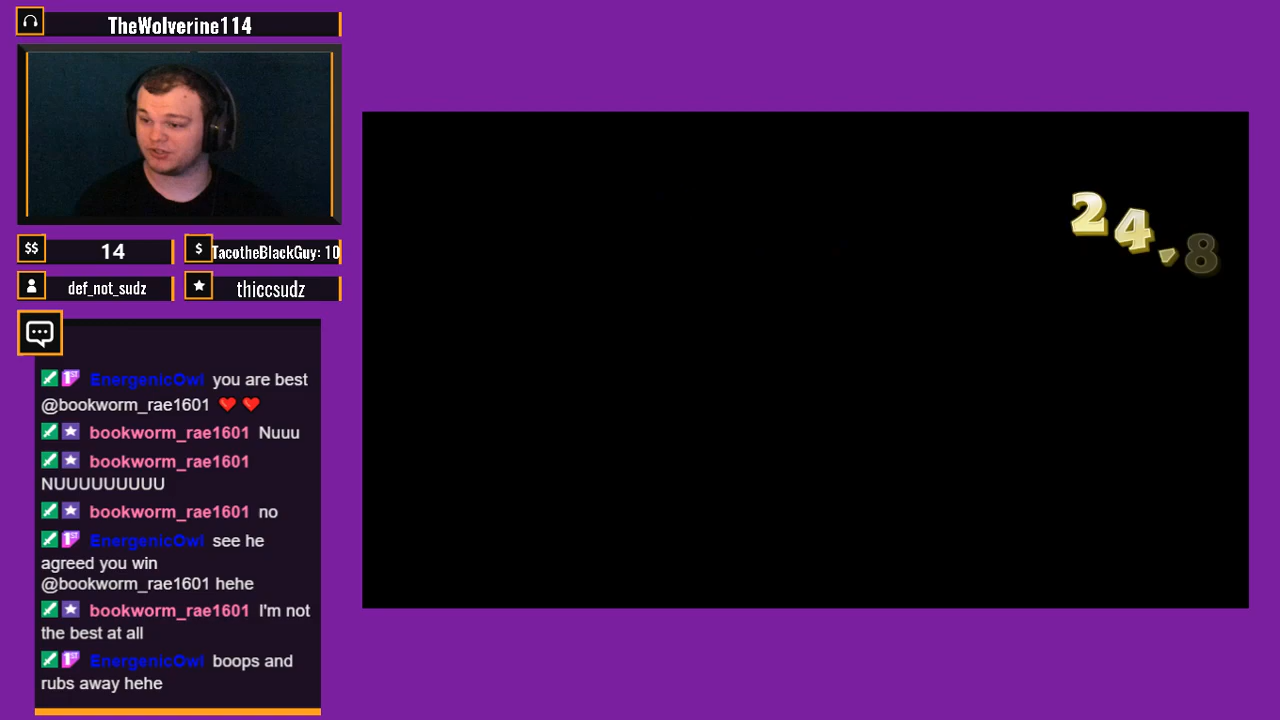 TheWolverine114
$$ 14
$ TacotheBlackGuy: 10
def_not_sudz
thiccsudz
EnergenicOwl you are best
@bookworm_rae1601
bookworm_rae1601 Nuuu
bookworm_rae1601
NUUUUUUUUU
bookworm_rae1601 no
EnergenicOwl see he
agreed you win
@bookworm_rae1601 hehe
bookworm_rae1601 I'm not
the best at all
EnergenicOwl boops and
rubs away hehe
24.8